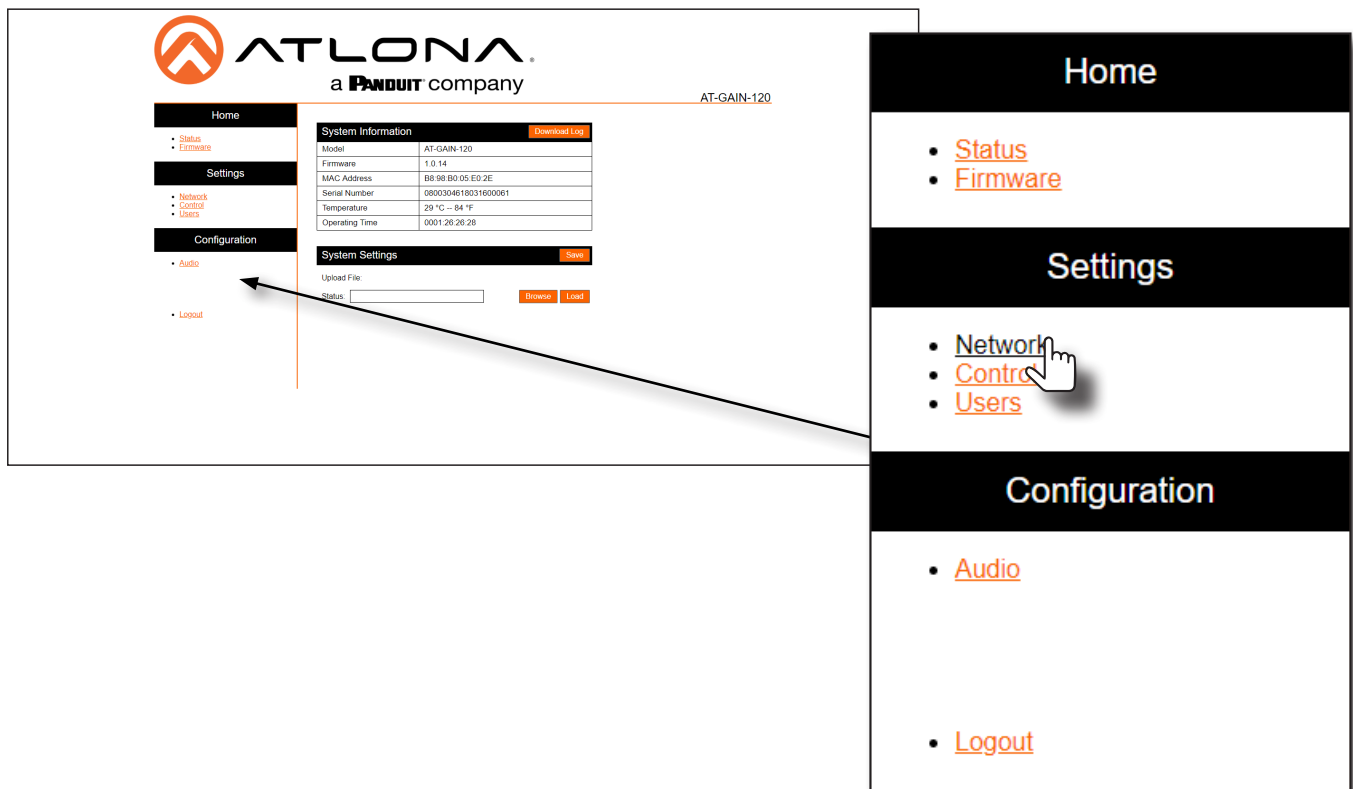 ATLONA®
a PANDUIT™ company
AT-GAIN-120
Home
Status
Firmware
Settings
Network
Control
Users
Configuration
Audio
Logout
System Information Download Log
Model AT-GAIN-120
Firmware 1.0.14
MAC Address B8:98:B0:05:E0:2E
Serial Number 0800304618031600061
Temperature 29 °C -- 84 °F
Operating Time 0001:26:26:28
System Settings Save
Upload File:
Status: Browse Load
Home
Status
Firmware
Settings
Network
Control
Users
Configuration
Audio
Logout